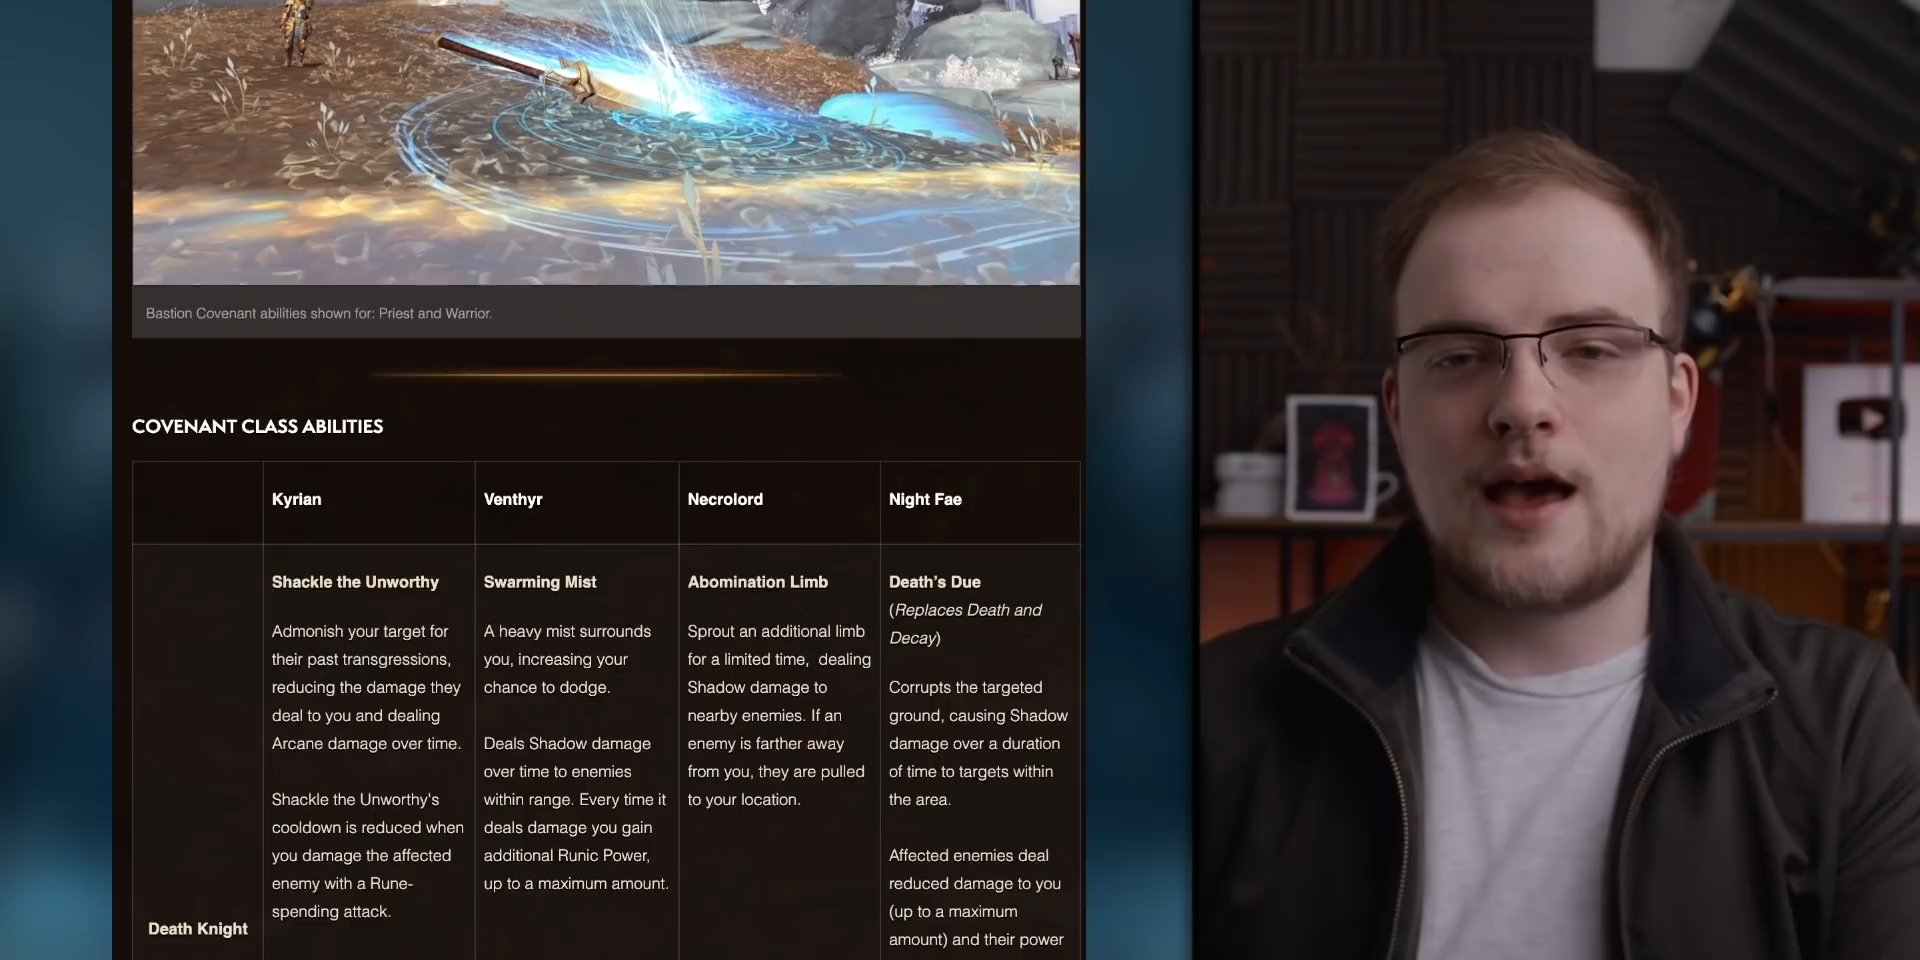 Bastion Covenant abilities shown for: Priest and Warrior.
COVENANT CLASS ABILITIES
Kyrian
Venthyr
Necrolord
Night Fae
Death Knight
Shackle the Unworthy
Admonish your target for
their past transgressions,
reducing the damage they
deal to you and dealing
Arcane damage over time.
Shackle the Unworthy's
cooldown is reduced when
you damage the affected
enemy with a Rune-
spending attack.
Swarming Mist
A heavy mist surrounds
you, increasing your
chance to dodge.
Deals Shadow damage
over time to enemies
within range. Every time it
deals damage you gain
additional Runic Power,
up to a maximum amount.
Abomination Limb
Sprout an additional limb
for a limited time,  dealing
Shadow damage to
nearby enemies. If an
enemy is farther away
from you, they are pulled
to your location.
Death’s Due
(Replaces Death and
Decay)
Corrupts the targeted
ground, causing Shadow
damage over a duration
of time to targets within
the area.
Affected enemies deal
reduced damage to you
(up to a maximum
amount) and their power